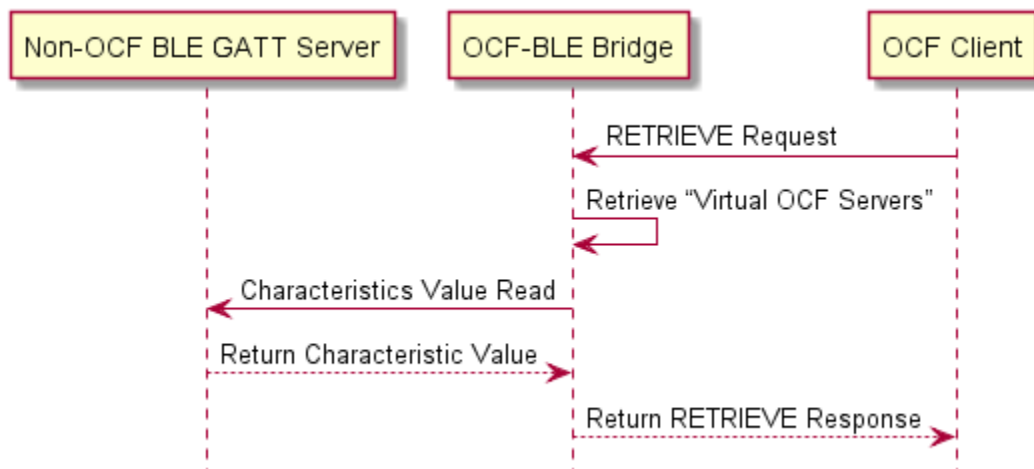 Non-OCF BLE GATT Server
OCF-BLE Bridge
OCF Client
RETRIEVE Request
Retrieve “Virtual OCF Servers”
Characteristics Value Read
Return Characteristic Value
Return RETRIEVE Response